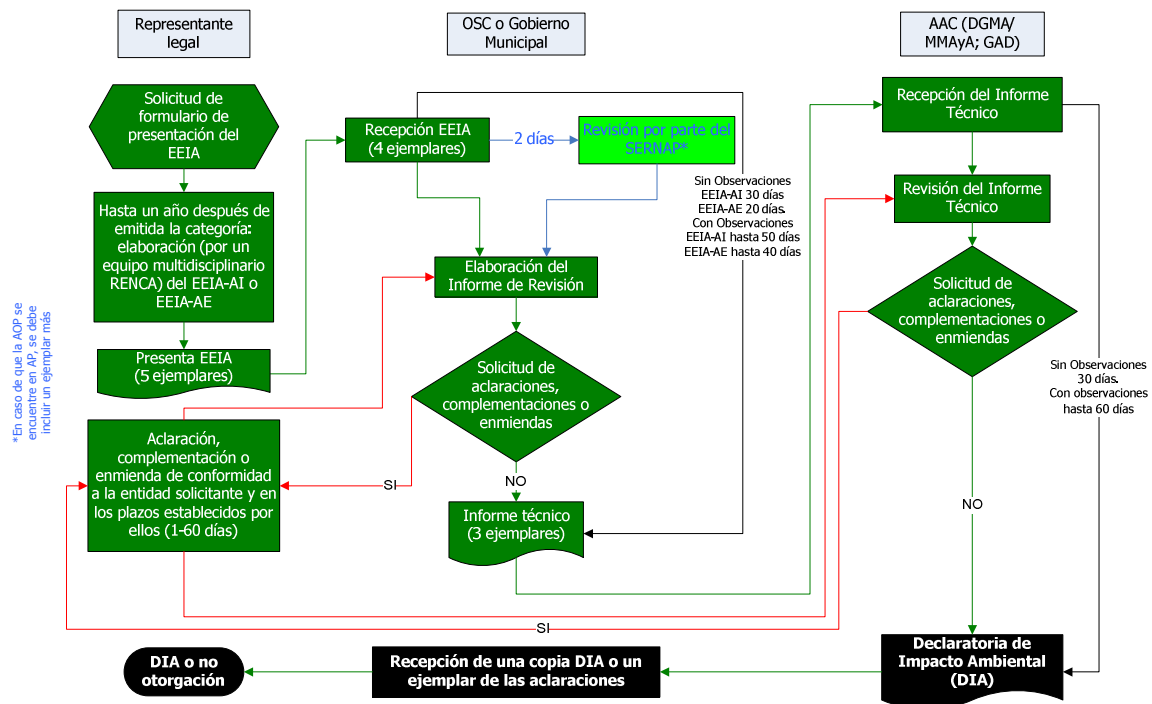 Representante
legal
OSC o Gobierno
Municipal
AAC (DGMA/
MMAyA; GAD)
Solicitud de
formulario de
presentación del
EEIA
Hasta un año después de
emitida la categoría:
elaboración (por un
equipo multidisciplinario
RENCA) del EEIA-AI o
EEIA-AE
Presenta EEIA
(5 ejemplares)
Aclaración,
complementación o
enmienda de conformidad
a la entidad solicitante y en
los plazos establecidos por
ellos (1-60 días)
*En caso de que la AOP se
encuentre en AP, se debe
incluir un ejemplar más
Recepción EEIA
(4 ejemplares)
2 días
Revisión por parte del
SERNAP*
Sin Observaciones
EEIA-AI 30 días
EEIA-AE 20 días.
Con Observaciones
EEIA-AI hasta 50 días
EEIA-AE hasta 40 días
Elaboración del
Informe de Revisión
Solicitud de
aclaraciones,
complementaciones o
enmiendas
SI
NO
Informe técnico
(3 ejemplares)
Recepción del Informe
Técnico
Revisión del Informe
Técnico
Solicitud de
aclaraciones,
complementaciones o
enmiendas
Sin Observaciones
30 días.
Con observaciones
hasta 60 días
NO
SI
Declaratoria de
Impacto Ambiental
(DIA)
Recepción de una copia DIA o un
ejemplar de las aclaraciones
DIA o no
otorgación